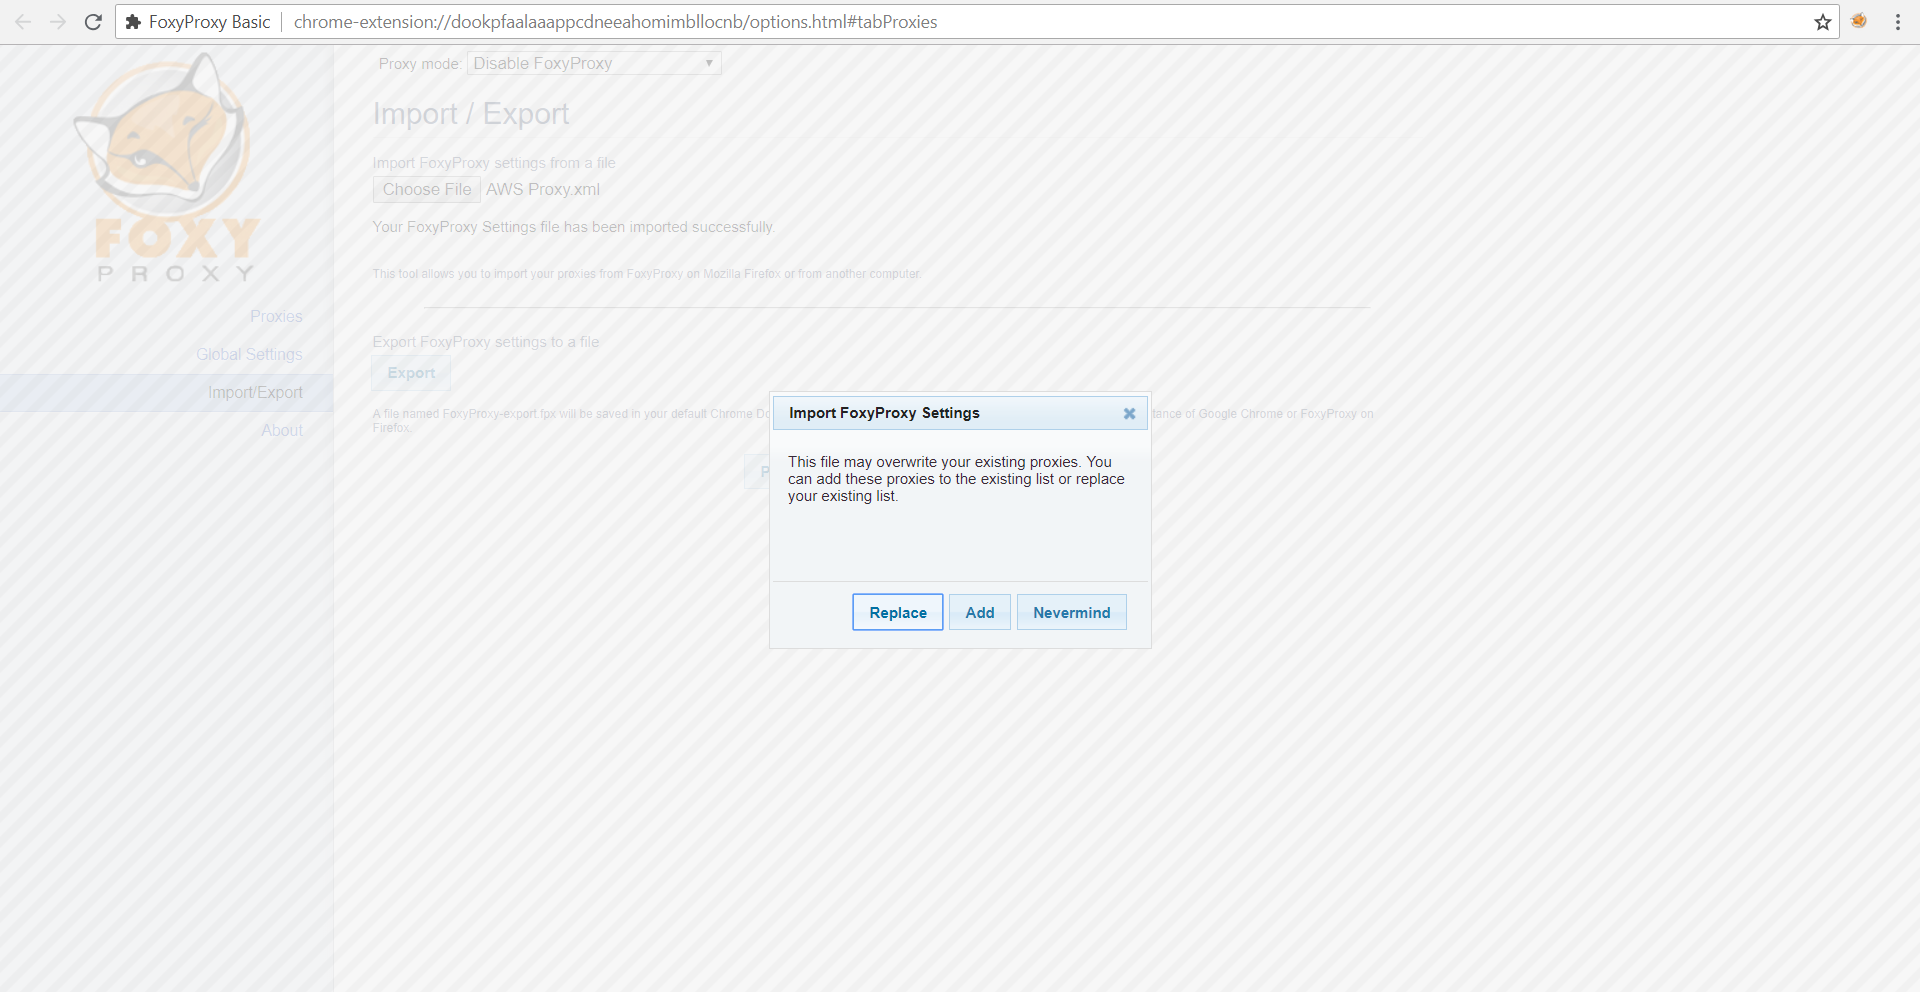 FoxyProxy Basic
chrome-extension://dookpfaalaaappcdneeahomimbllocnb/options.html#tabProxies
Proxy mode: Disable FoxyProxy
FOXY
PROXY
Import / Export
Import FoxyProxy settings from a file
Choose File AWS Proxy.xml
Your FoxyProxy Settings file has been imported successfully.
This tool allows you to import your proxies from FoxyProxy on Mozilla Firefox or from another computer.
Proxies
Global Settings
Import/Export
About
Export FoxyProxy settings to a file
Export
A file named FoxyProxy-export.fpx will be saved in your default Chrome
of Google Chrome or FoxyProxy on
Firefox.
Import FoxyProxy Settings
This file may overwrite your existing proxies. You
can add these proxies to the existing list or replace
your existing list.
Replace Add Nevermind